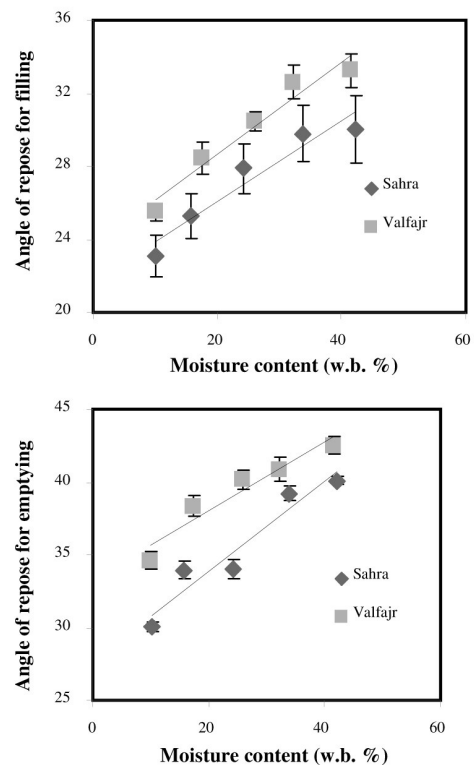 36
32
28
24
20
Angle of repose for filling
Sahra
Valfajr
0
20
40
60
Moisture content (w.b. %)
45
40
35
30
25
Angle of repose for emptying
Sahra
Valfajr
0
20
40
60
Moisture content (w.b. %)